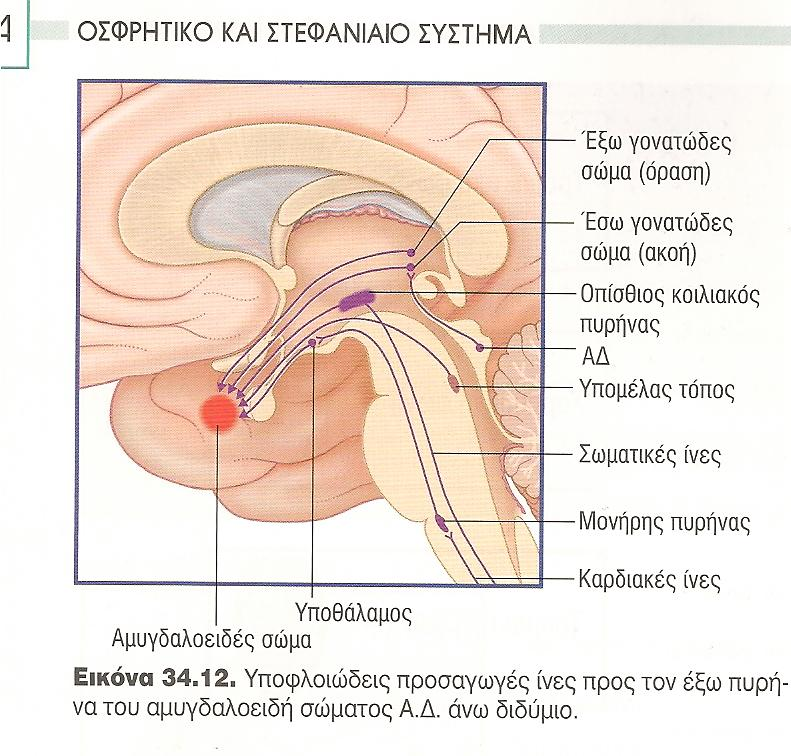 4 ΟΣΦΡΗΤΙΚΟ ΚΑΙ ΣΤΕΦΑΝΙΑΙΟ ΣΥΣΤΗΜΑ
Έξω γονατώδες
σώμα (όραση)
Έσω γονατώδες
σώμα (ακοή)
Οπίσθιος κοιλιακός
πυρήνας
ΑΔ
Υπομέλας τόπος
Σωματικές ίνες
Μονήρης πυρήνας
Καρδιακές ίνες
Υποθάλαμος
Αμυγδαλοειδές σώμα
Εικόνα 34.12. Υποφλοιώδεις προσαγωγές ίνες προς τον έξω πυρή-
να του αμυγδαλοειδή σώματος Α.Δ. άνω διδύμιο.